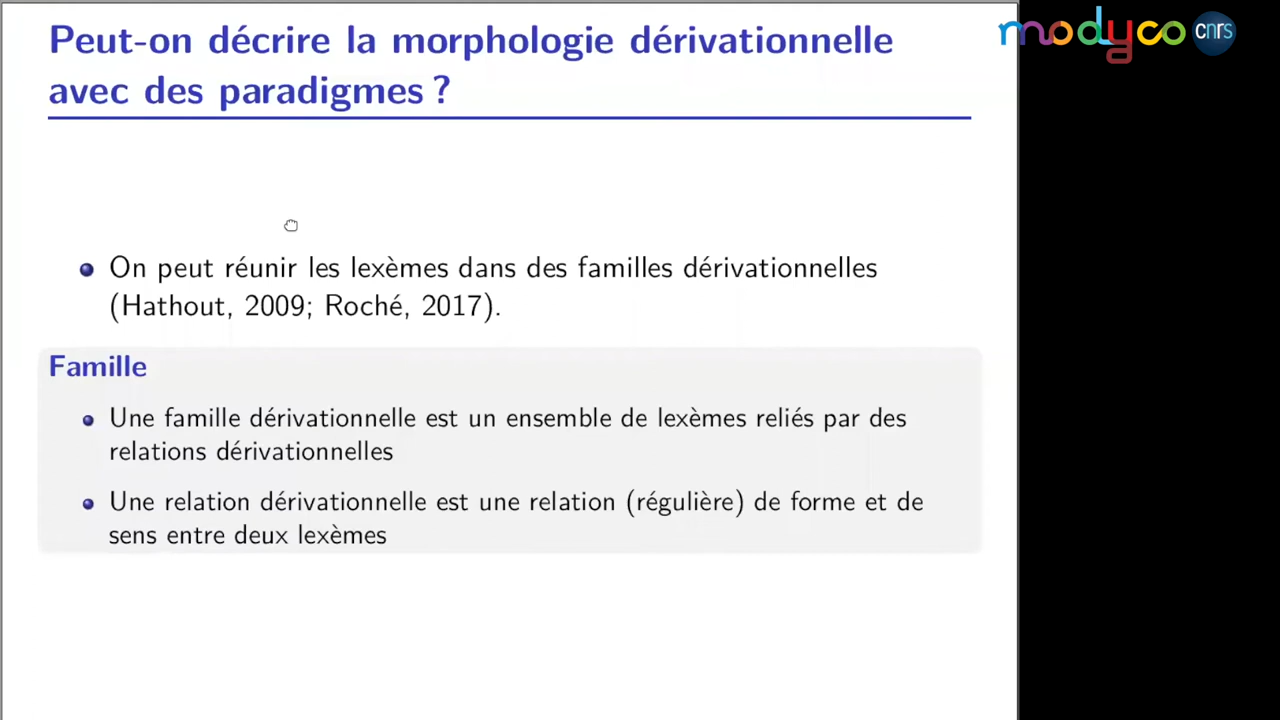 Peut-on décrire la morphologie dérivationnelle
avec des paradigmes ?
modyco
cnrs
On peut réunir les lexèmes dans des familles dérivationnelles
(Hathout, 2009; Roché, 2017).
Famille
Une famille dérivationnelle est un ensemble de lexèmes reliés par des
relations dérivationnelles
Une relation dérivationnelle est une relation (régulière) de forme et de
sens entre deux lexèmes